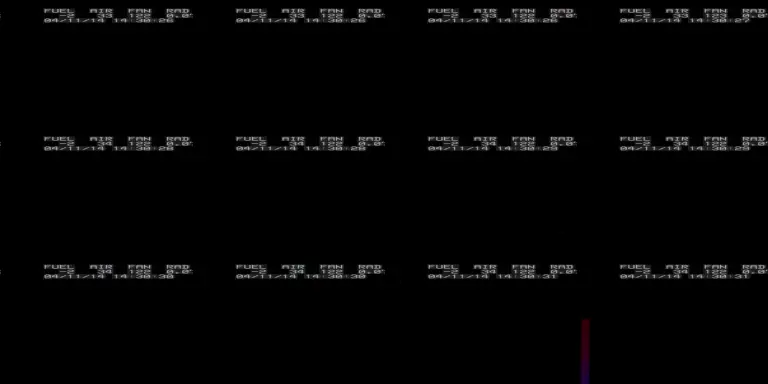 FUEL AIR FAN RAD FUEL AIR FAN RAD FUEL AIR FAN RAD FUEL AIR FAN RAD
-2 33 122 0.0 -2 33 122 0.0 -2 33 122 0.0 -2 33 123 0.0
04/11/14 14:30:26 04/11/14 14:30:26 04/11/14 14:30:26 04/11/14 14:30:27
FUEL AIR FAN RAD FUEL AIR FAN RAD FUEL AIR FAN RAD FUEL AIR FAN RAD
-2 34 122 0.0 -2 34 122 0.0 -2 34 122 0.0 -2 34 122 0.0
04/11/14 14:30:28 04/11/14 14:30:28 04/11/14 14:30:29 04/11/14 14:30:29
FUEL AIR FAN RAD FUEL AIR FAN RAD FUEL AIR FAN RAD FUEL AIR FAN RAD
-2 34 122 0.0 -2 34 122 0.0 -2 34 122 0.0 -2 34 122 0.0
04/11/14 14:30:30 04/11/14 14:30:30 04/11/14 14:30:31 04/11/14 14:30:31